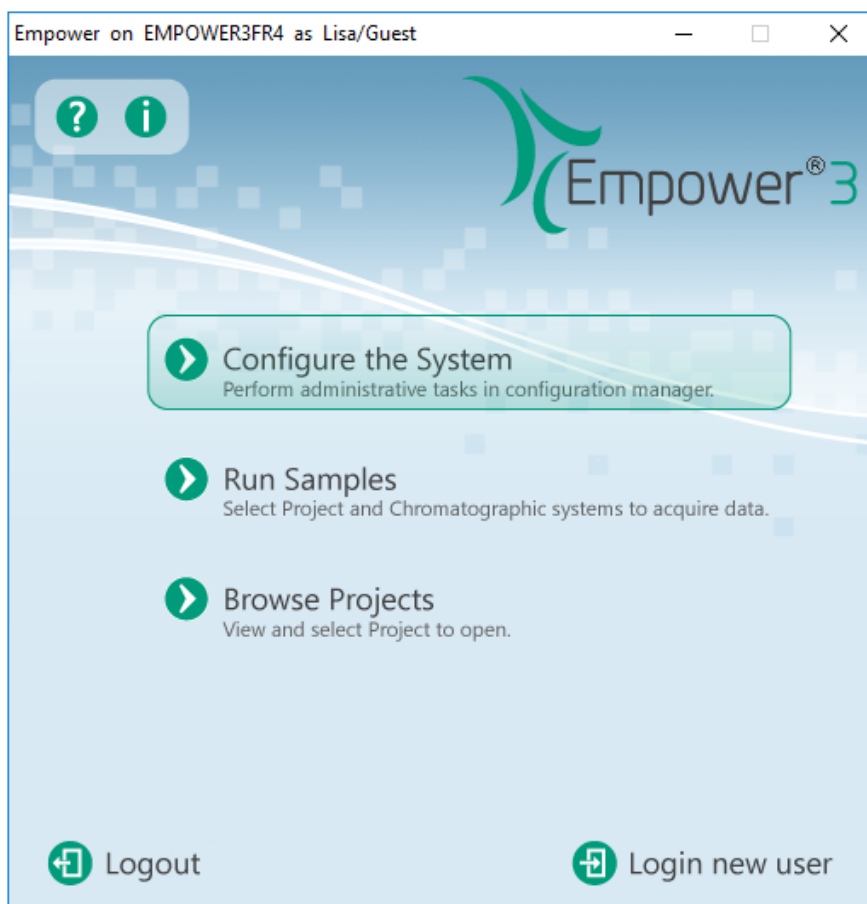 Empower on EMPOWER3FR4 as Lisa/Guest
? i
Empower®3
Configure the System
Perform administrative tasks in configuration manager.
Run Samples
Select Project and Chromatographic systems to acquire data.
Browse Projects
View and select Project to open.
Logout
Login new user